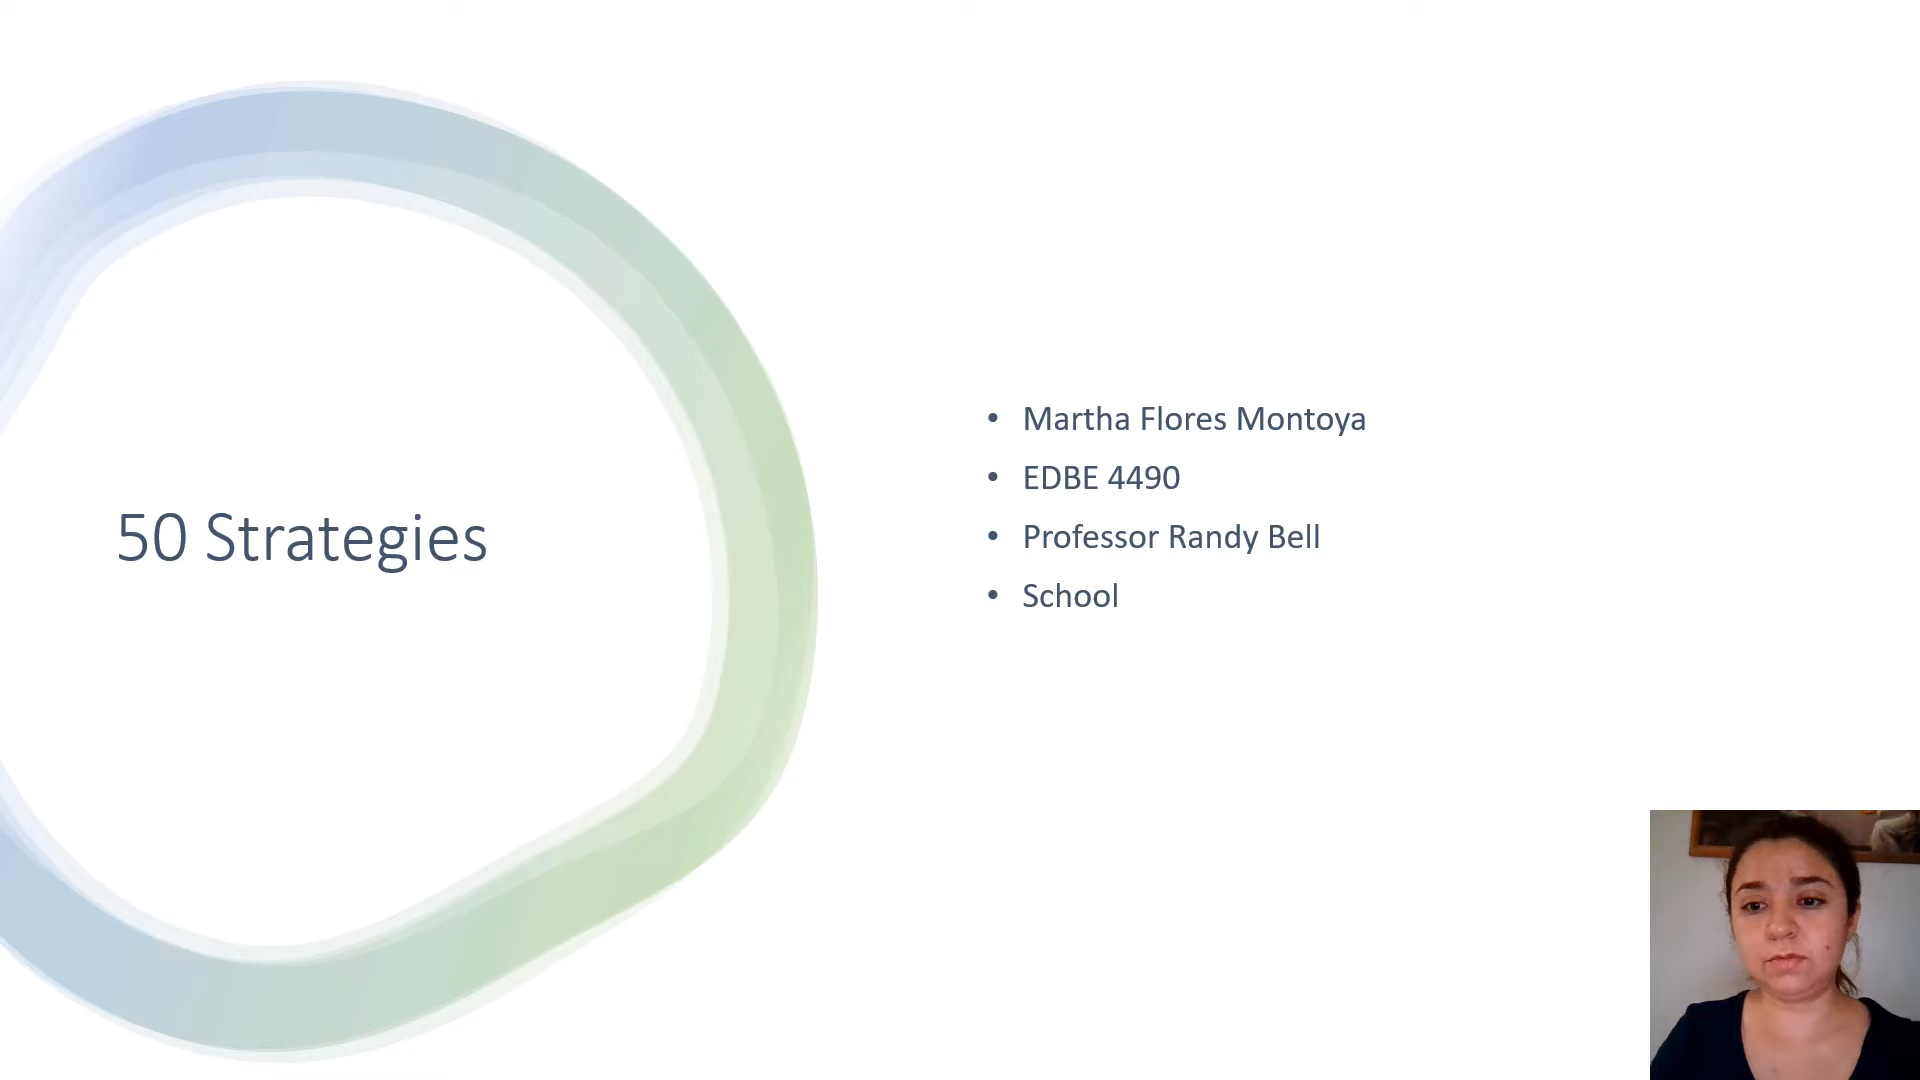 50 Strategies
• Martha Flores Montoya
• EDBE 4490
• Professor Randy Bell
• School